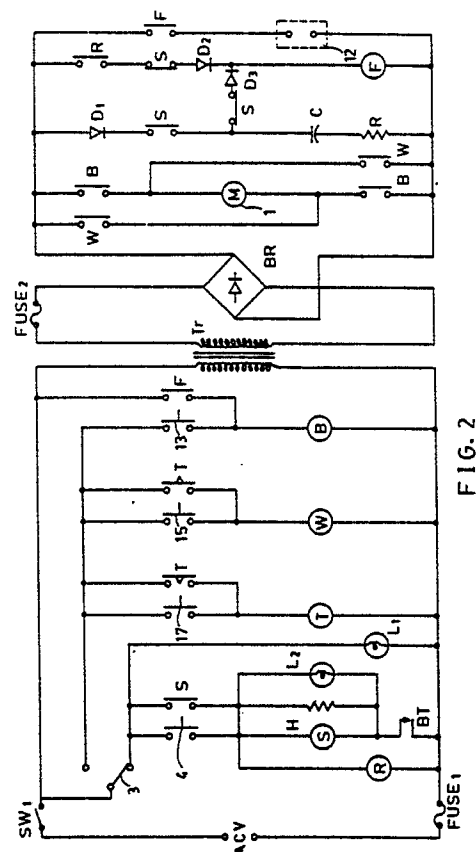 SW1
ACV
FUSE1
3
4
S
R
S
H
L2
BT
L1
17
T
T
15
T
W
13
F
B
Tr
FUSE2
BR
W
B
M
1
B
W
D1
S
C
R
S
D3
R
S
D2
F
F
12
FIG. 2